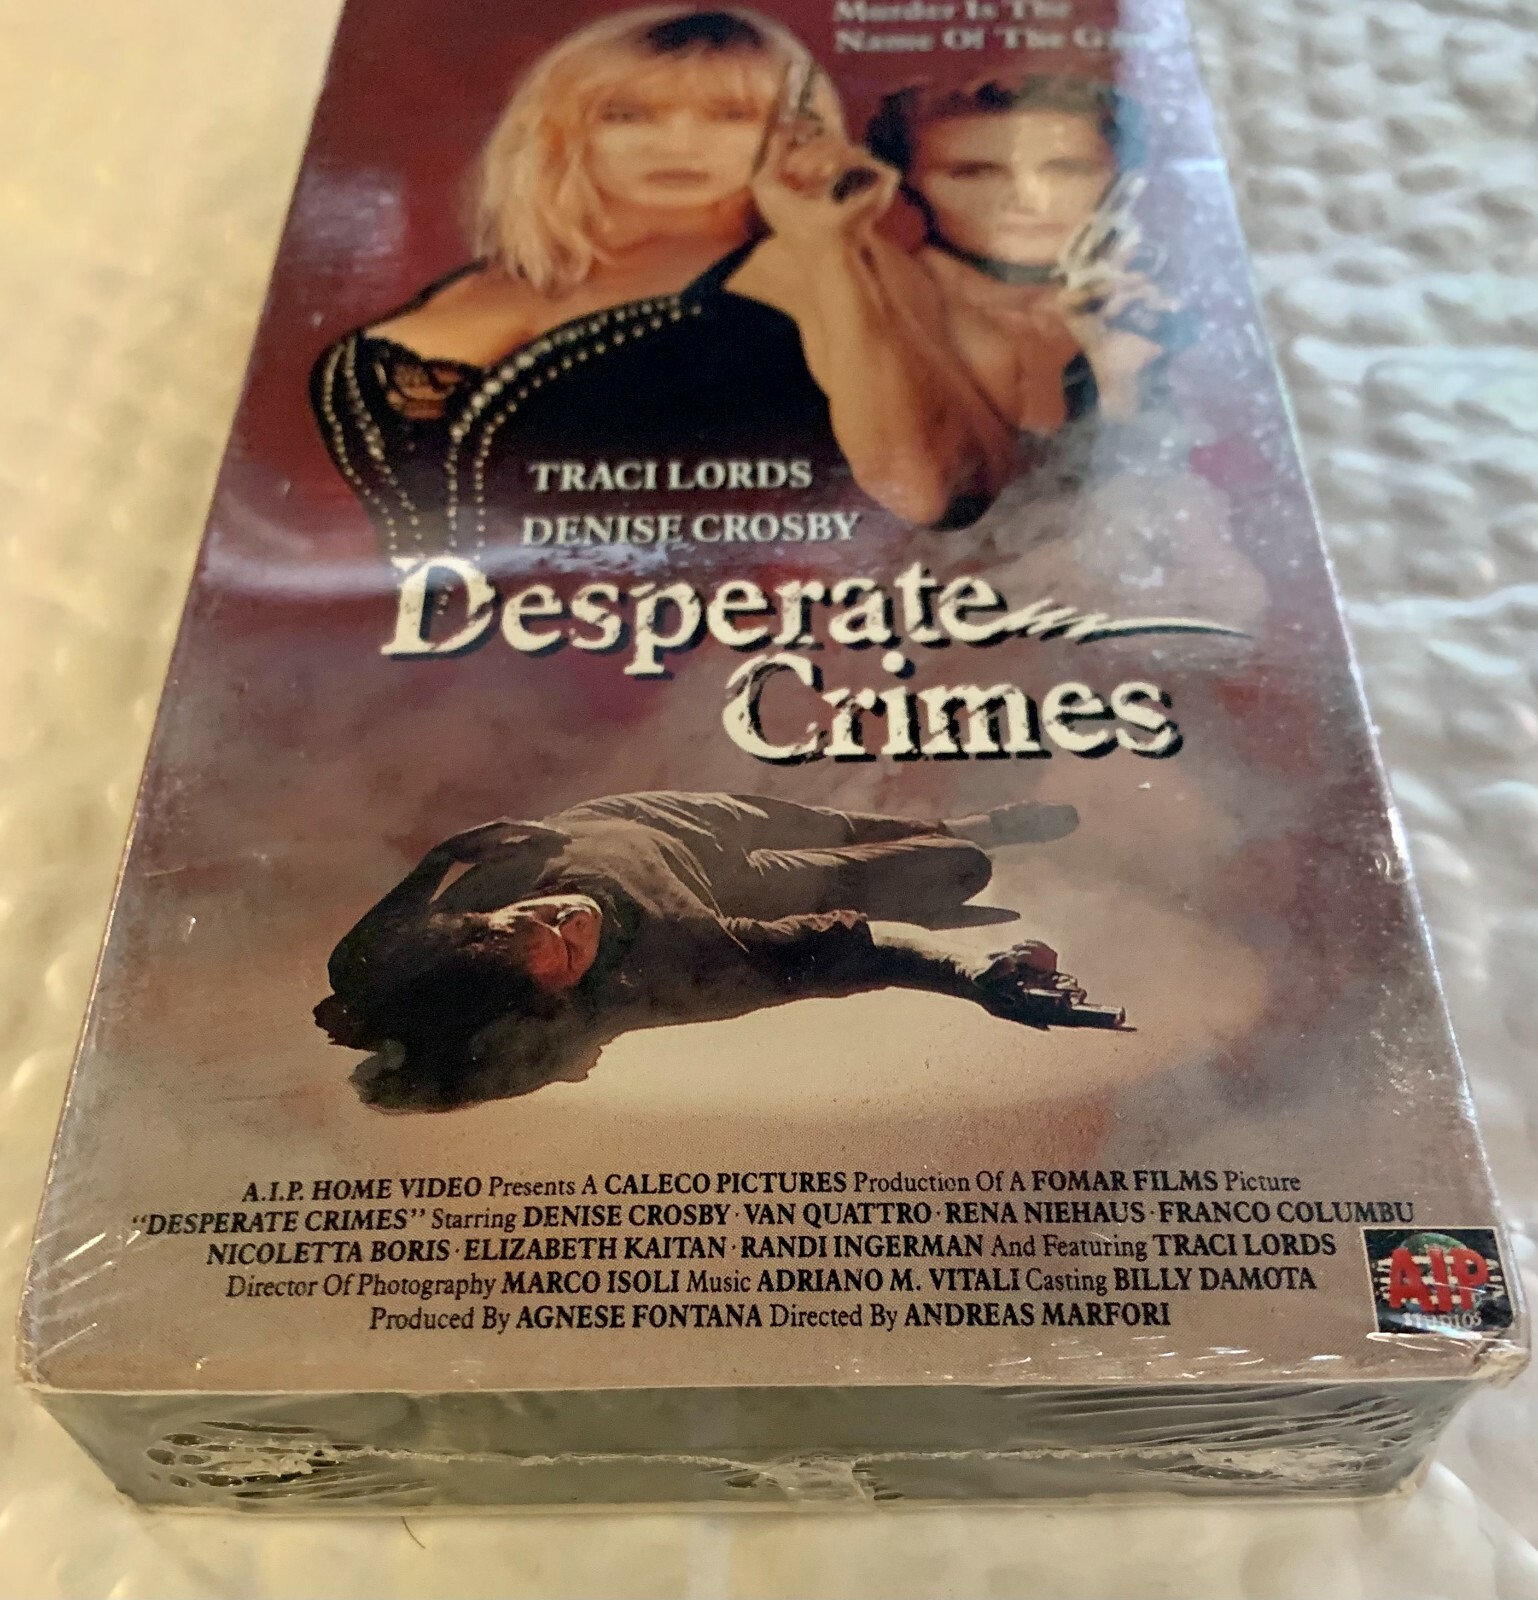 Murder Is The
Name Of The
TRACI LORDS
DENISE CROSBY
Desperate
Crimes
A.I.P. HOME VIDEO Presents A CALECO PICTURES Production Of A FOMAR FILMS Picture
“DESPERATE CRIMES” Starring DENISE CROSBY · VAN QUATTRO · RENA NIEHAUS · FRANCO COLUMBU
NICOLETTA BORIS · ELIZABETH KAITAN · RANDI INGERMAN And Featuring TRACI LORDS
Director Of Photography MARCO ISOLI Music ADRIANO M. VITALI Casting BILLY DAMOTA
Produced By AGNESE FONTANA Directed By ANDREAS MARFORI
A.I.P
STUDIOS